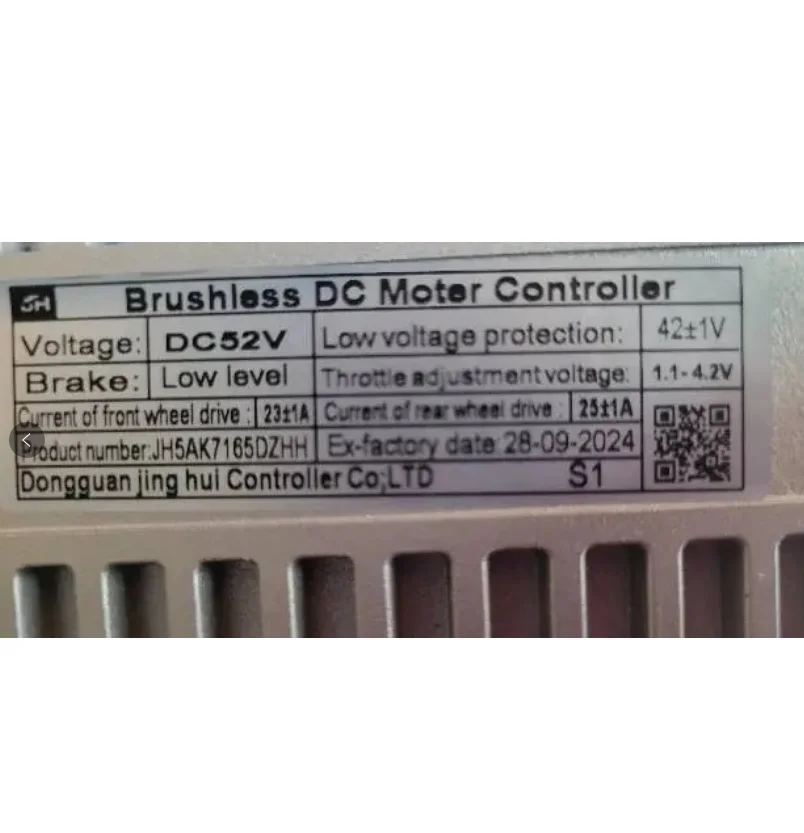 JH Brushless DC Moter Controller
Voltage: DC52V Low voltage protection: 42±1V
Brake: Low level Throttle adjustment voltage: 1.1-4.2V
Current of front wheel drive: 23±1A Current of rear wheel drive: 25±1A
Product number:JH5AK7165DZHH Ex-factory date:28-09-2024
Dongguan jing hui Controller Co;LTD S1